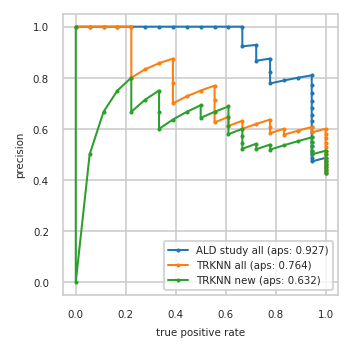 1.0
0.8
0.6
0.4
0.2
0.0
precision
0.0 0.2 0.4 0.6 0.8 1.0
true positive rate
ALD study all (aps: 0.927)
TRKNN all (aps: 0.764)
TRKNN new (aps: 0.632)